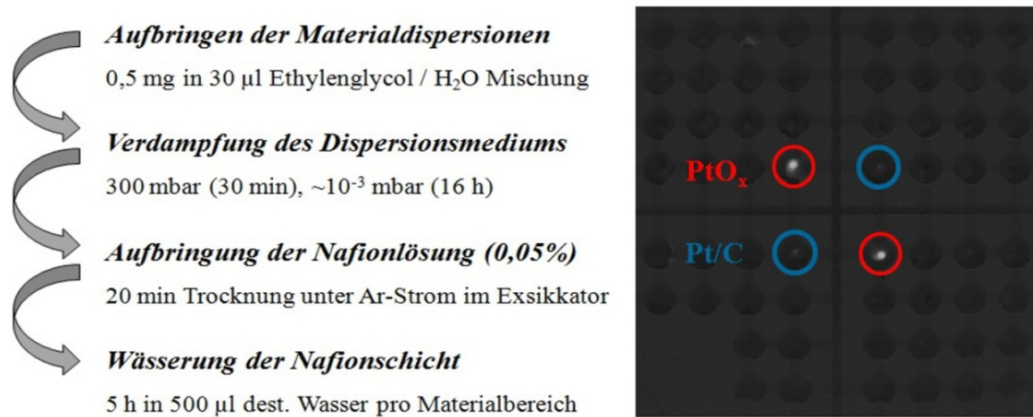 Aufbringen der Materialdispersionen
0,5 mg in 30 µl Ethylenglycol / H₂O Mischung
Verdampfung des Dispersionsmediums
300 mbar (30 min), ~10⁻³ mbar (16 h)
Aufbringung der Nafionlösung (0,05%)
20 min Trocknung unter Ar-Strom im Exsikkator
Wässerung der Nafionschicht
5 h in 500 µl dest. Wasser pro Materialbereich
PtOₓ
Pt/C